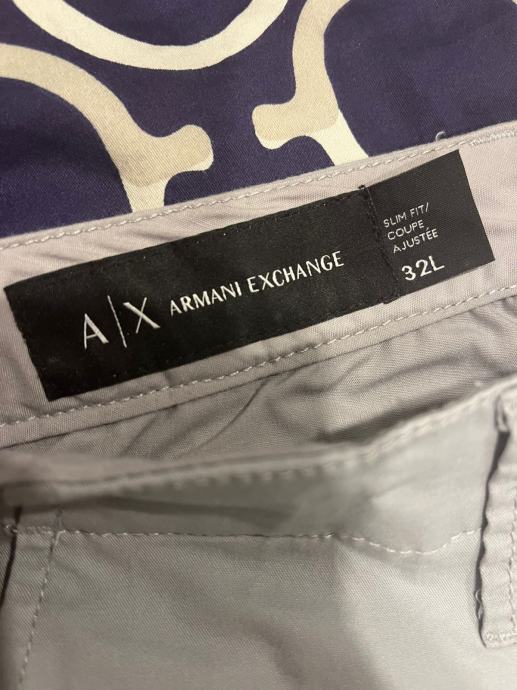 A|X ARMANI EXCHANGE
SLIM FIT/
COUPE
AJUSTÉE
32L